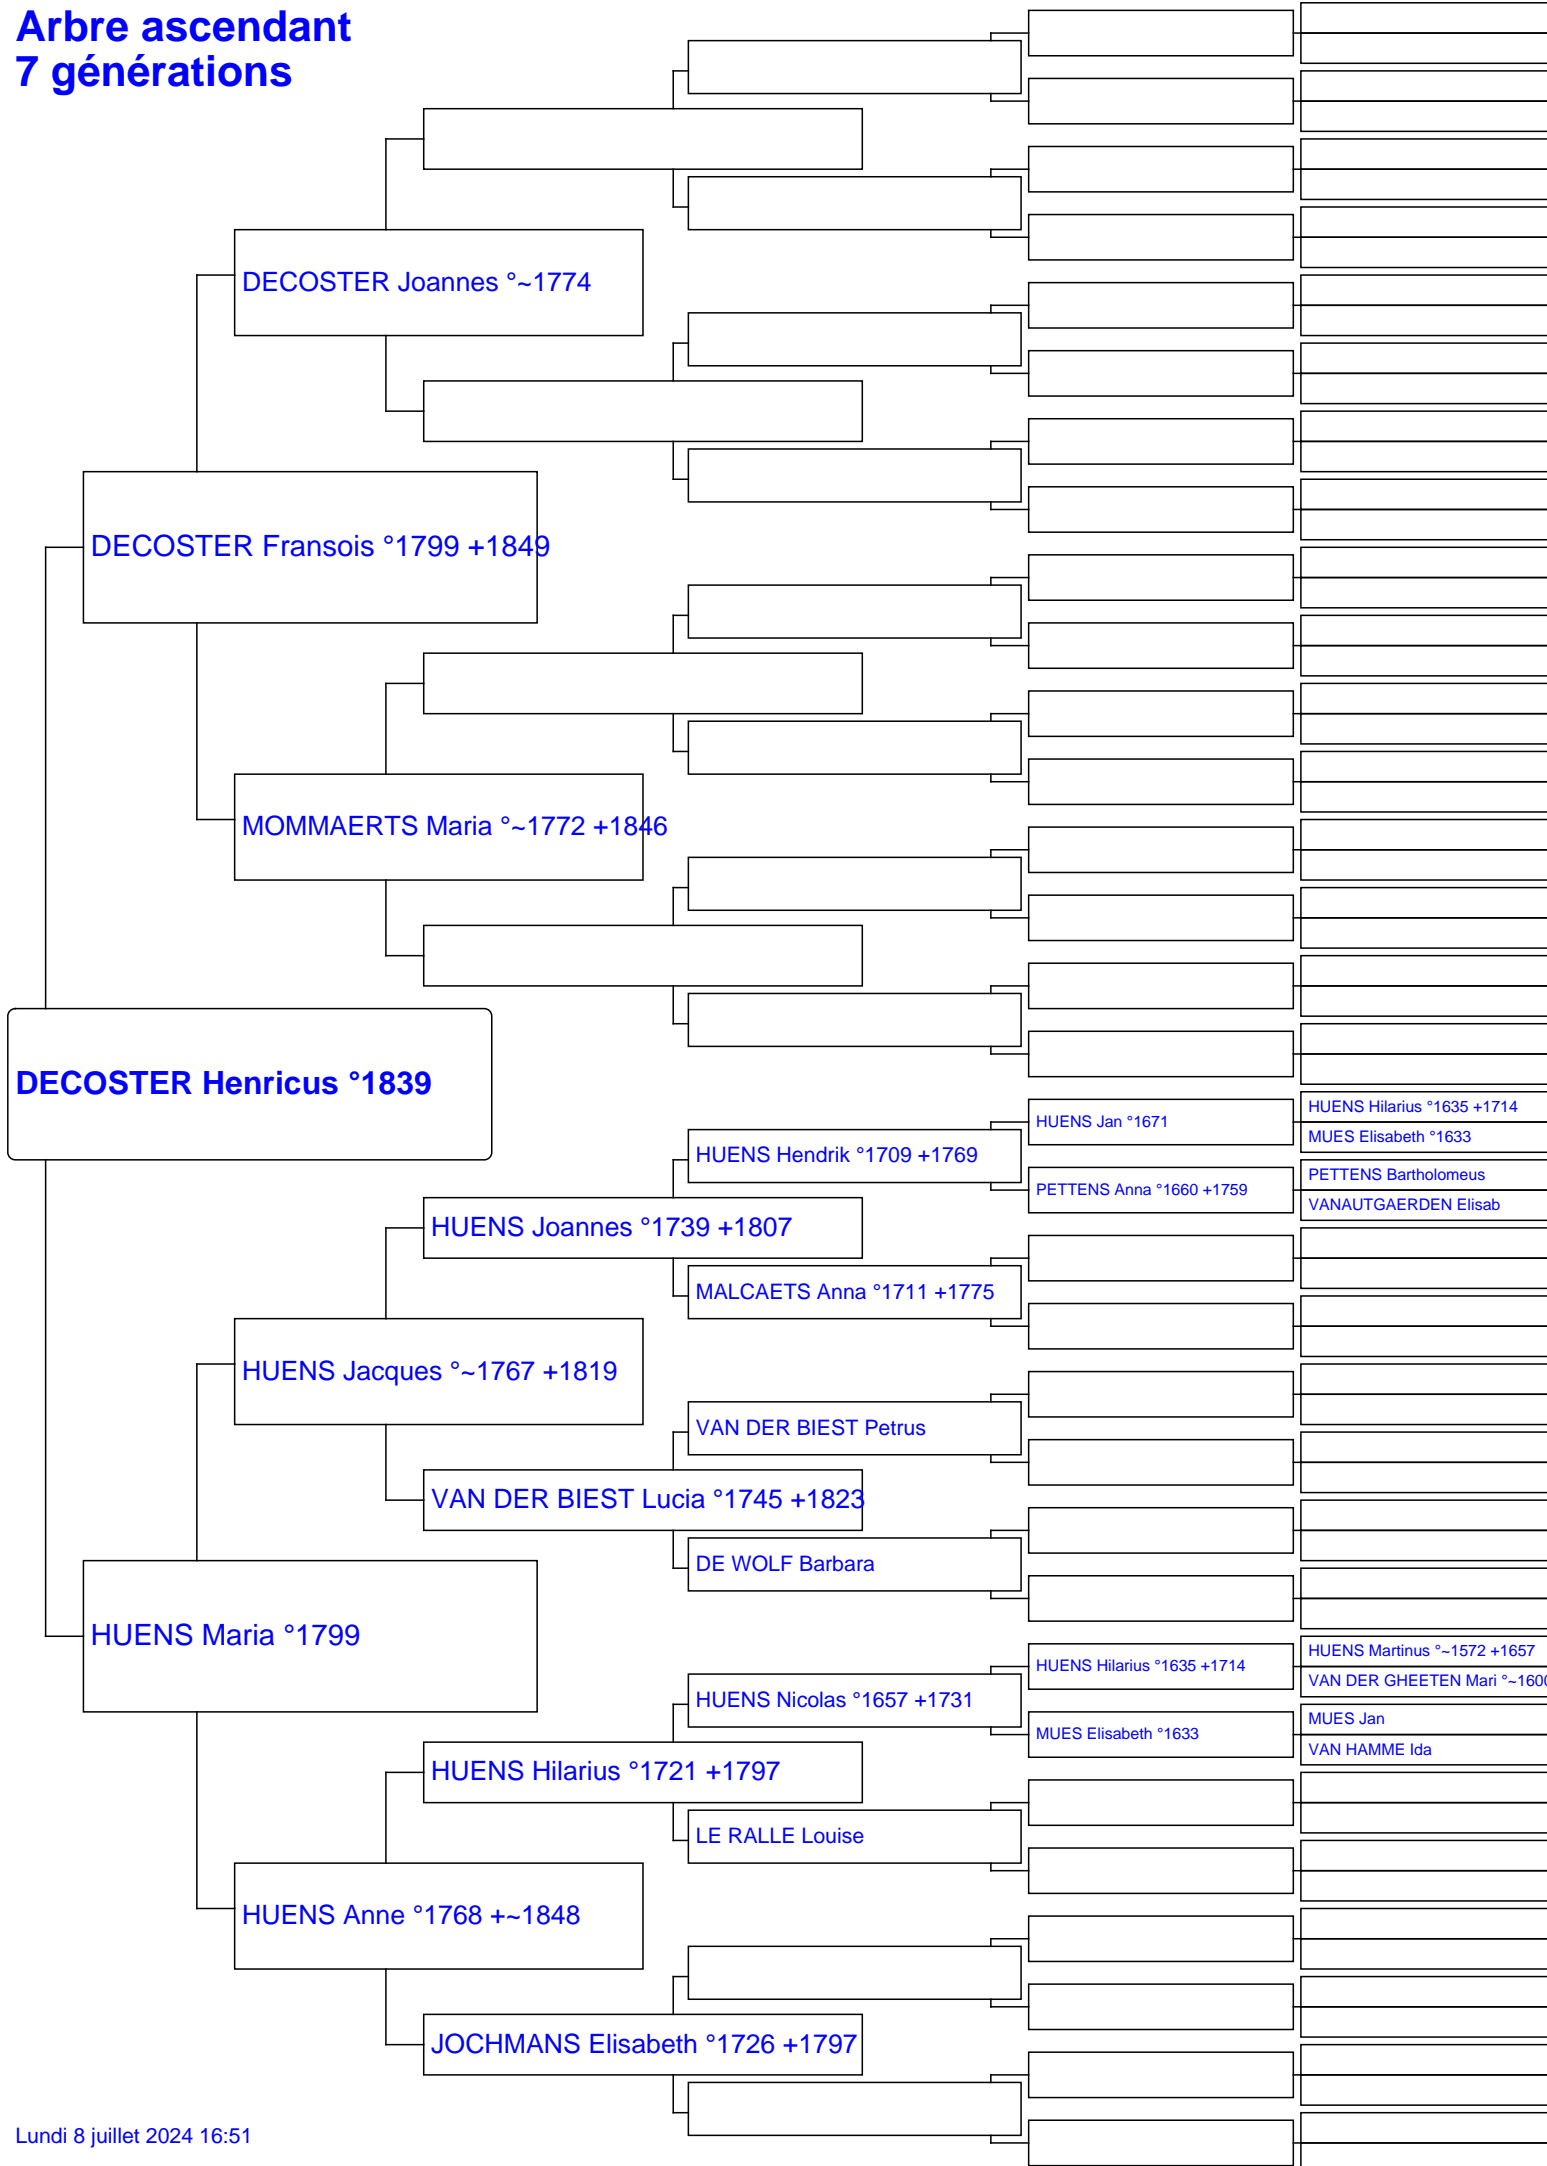 Arbre ascendant
7 générations
DECOSTER Joannes °~1774
DECOSTER Fransois °1799 +1849
MOMMAERTS Maria °~1772 +1846
DECOSTER Henricus °1839
HUENS Jan °1671
HUENS Hilarius °1635 +1714
MUES Elisabeth °1633
HUENS Hendrik °1709 +1769
PETTENS Anna °1660 +1759
PETTENS Bartholomeus
VANAUTGAERDEN Elisab
HUENS Joannes °1739 +1807
MALCAETS Anna °1711 +1775
HUENS Jacques °~1767 +1819
VAN DER BIEST Petrus
VAN DER BIEST Lucia °1745 +1823
DE WOLF Barbara
HUENS Maria °1799
HUENS Hilarius °1635 +1714
HUENS Martinus °~1572 +1657
VAN DER GHEETEN Mari °~1600
HUENS Nicolas °1657 +1731
MUES Elisabeth °1633
MUES Jan
VAN HAMME Ida
HUENS Hilarius °1721 +1797
LE RALLE Louise
HUENS Anne °1768 +~1848
JOCHMANS Elisabeth °1726 +1797
Lundi 8 juillet 2024 16:51